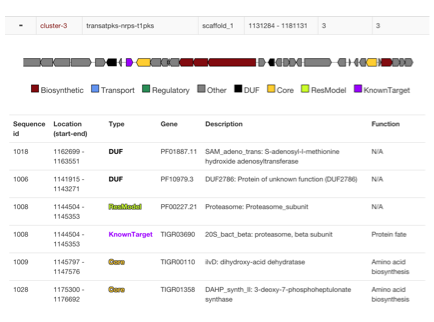 - cluster-3 transatpks-nrps-t1pks scaffold_1 1131284 - 1181131 3 3
Biosynthetic Transport Regulatory Other DUF Core ResModel KnownTarget
Sequence Location Type Gene Description Function
id (start-end)
1018 1162699 - DUF PF01887.11 SAM_adeno_trans: S-adenosyl-l-methionine N/A
1163551 hydroxide adenosyltransferase
1006 1141915 - DUF PF10979.3 DUF2786: Protein of unknown function (DUF2786) N/A
1143271
1008 1144504 - ResModel PF00227.21 Proteasome: Proteasome_subunit N/A
1145353
1008 1144504 - KnownTarget TIGR03690 20S_bact_beta: proteasome, beta subunit Protein fate
1145353
1009 1145797 - Core TIGR00110 ilvD: dihydroxy-acid dehydratase Amino acid
1147576 biosynthesis
1028 1175300 - Core TIGR01358 DAHP_synth_II: 3-deoxy-7-phosphoheptulonate Amino acid
1176692 synthase biosynthesis